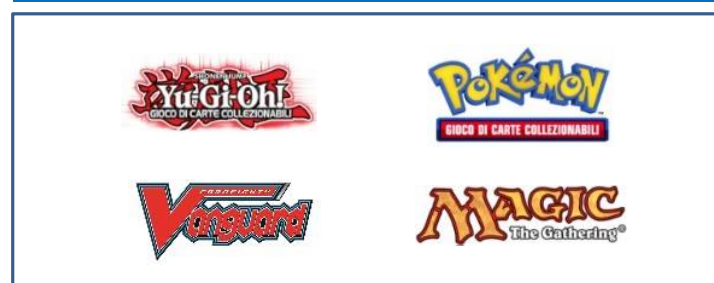 SHONEN JUMP
Yu-Gi-Oh!
GIOCO DI CARTE COLLEZIONABILI
POKéMON
GIOCO DI CARTE COLLEZIONABILI
CARDFIGHT!!
Vanguard
MAGIC
The Gathering®